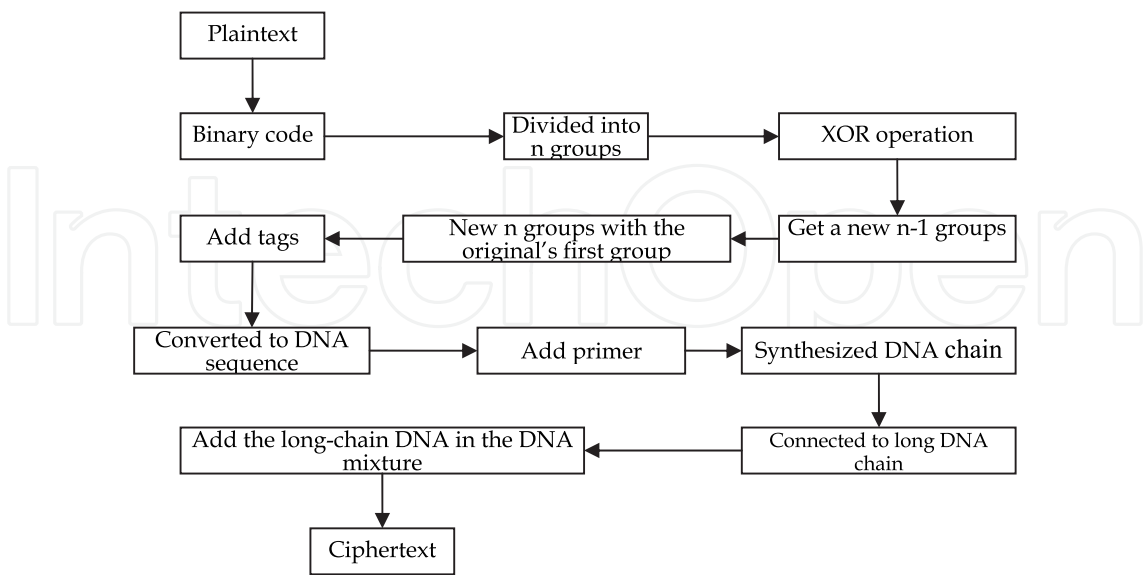 Plaintext
Binary code
Divided into
n groups
XOR operation
Get a new n-1 groups
New n groups with the
original's first group
Add tags
Converted to DNA
sequence
Add primer
Synthesized DNA chain
Connected to long DNA
chain
Add the long-chain DNA in the DNA
mixture
Ciphertext
IntechOpen